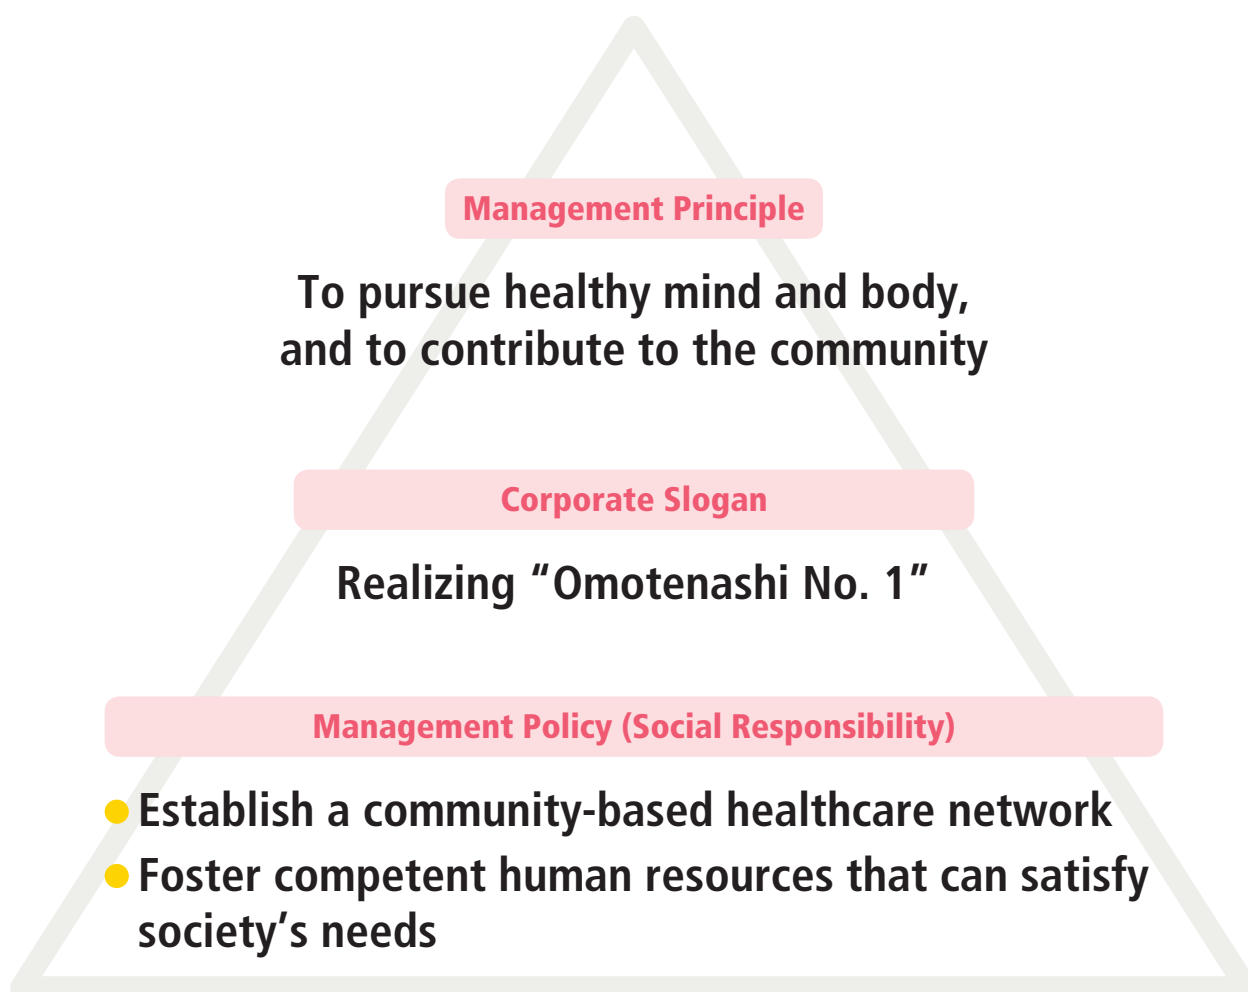 Management Principle
To pursue healthy mind and body,
and to contribute to the community
Corporate Slogan
Realizing “Omotenashi No. 1”
Management Policy (Social Responsibility)
● Establish a community-based healthcare network
● Foster competent human resources that can satisfy
society’s needs